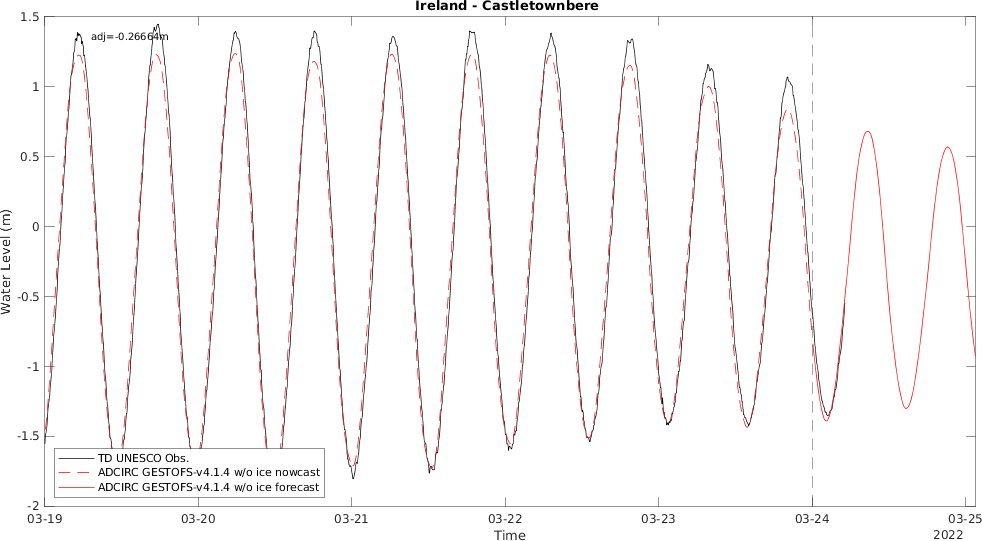 Ireland - Castletownbere
adj=-0.26664m
1.5
1
0.5
0
-0.5
-1
-1.5
-2
Water Level (m)
TD UNESCO Obs.
ADCIRC GESTOFS-v4.1.4 w/o ice nowcast
ADCIRC GESTOFS-v4.1.4 w/o ice forecast
03-19 03-20 03-21 03-22 03-23 03-24 03-25
Time
2022